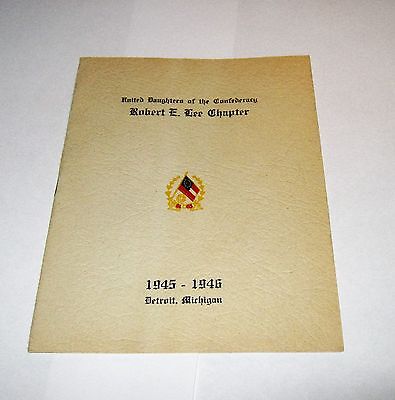 United Daughters of the Confederacy
Robert E. Lee Chapter
1945 - 1946
Detroit, Michigan